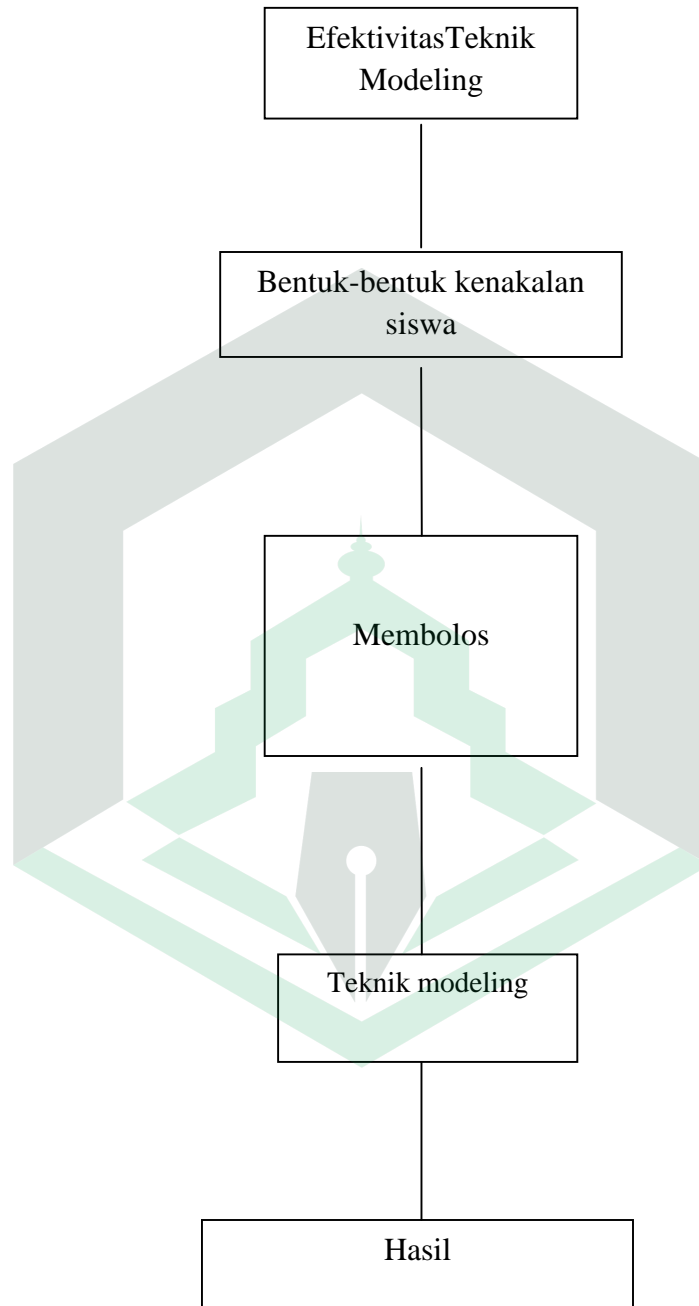 EfektivitasTeknik
Modeling
Bentuk-bentuk kenakalan
siswa
Membolos
Teknik modeling
Hasil